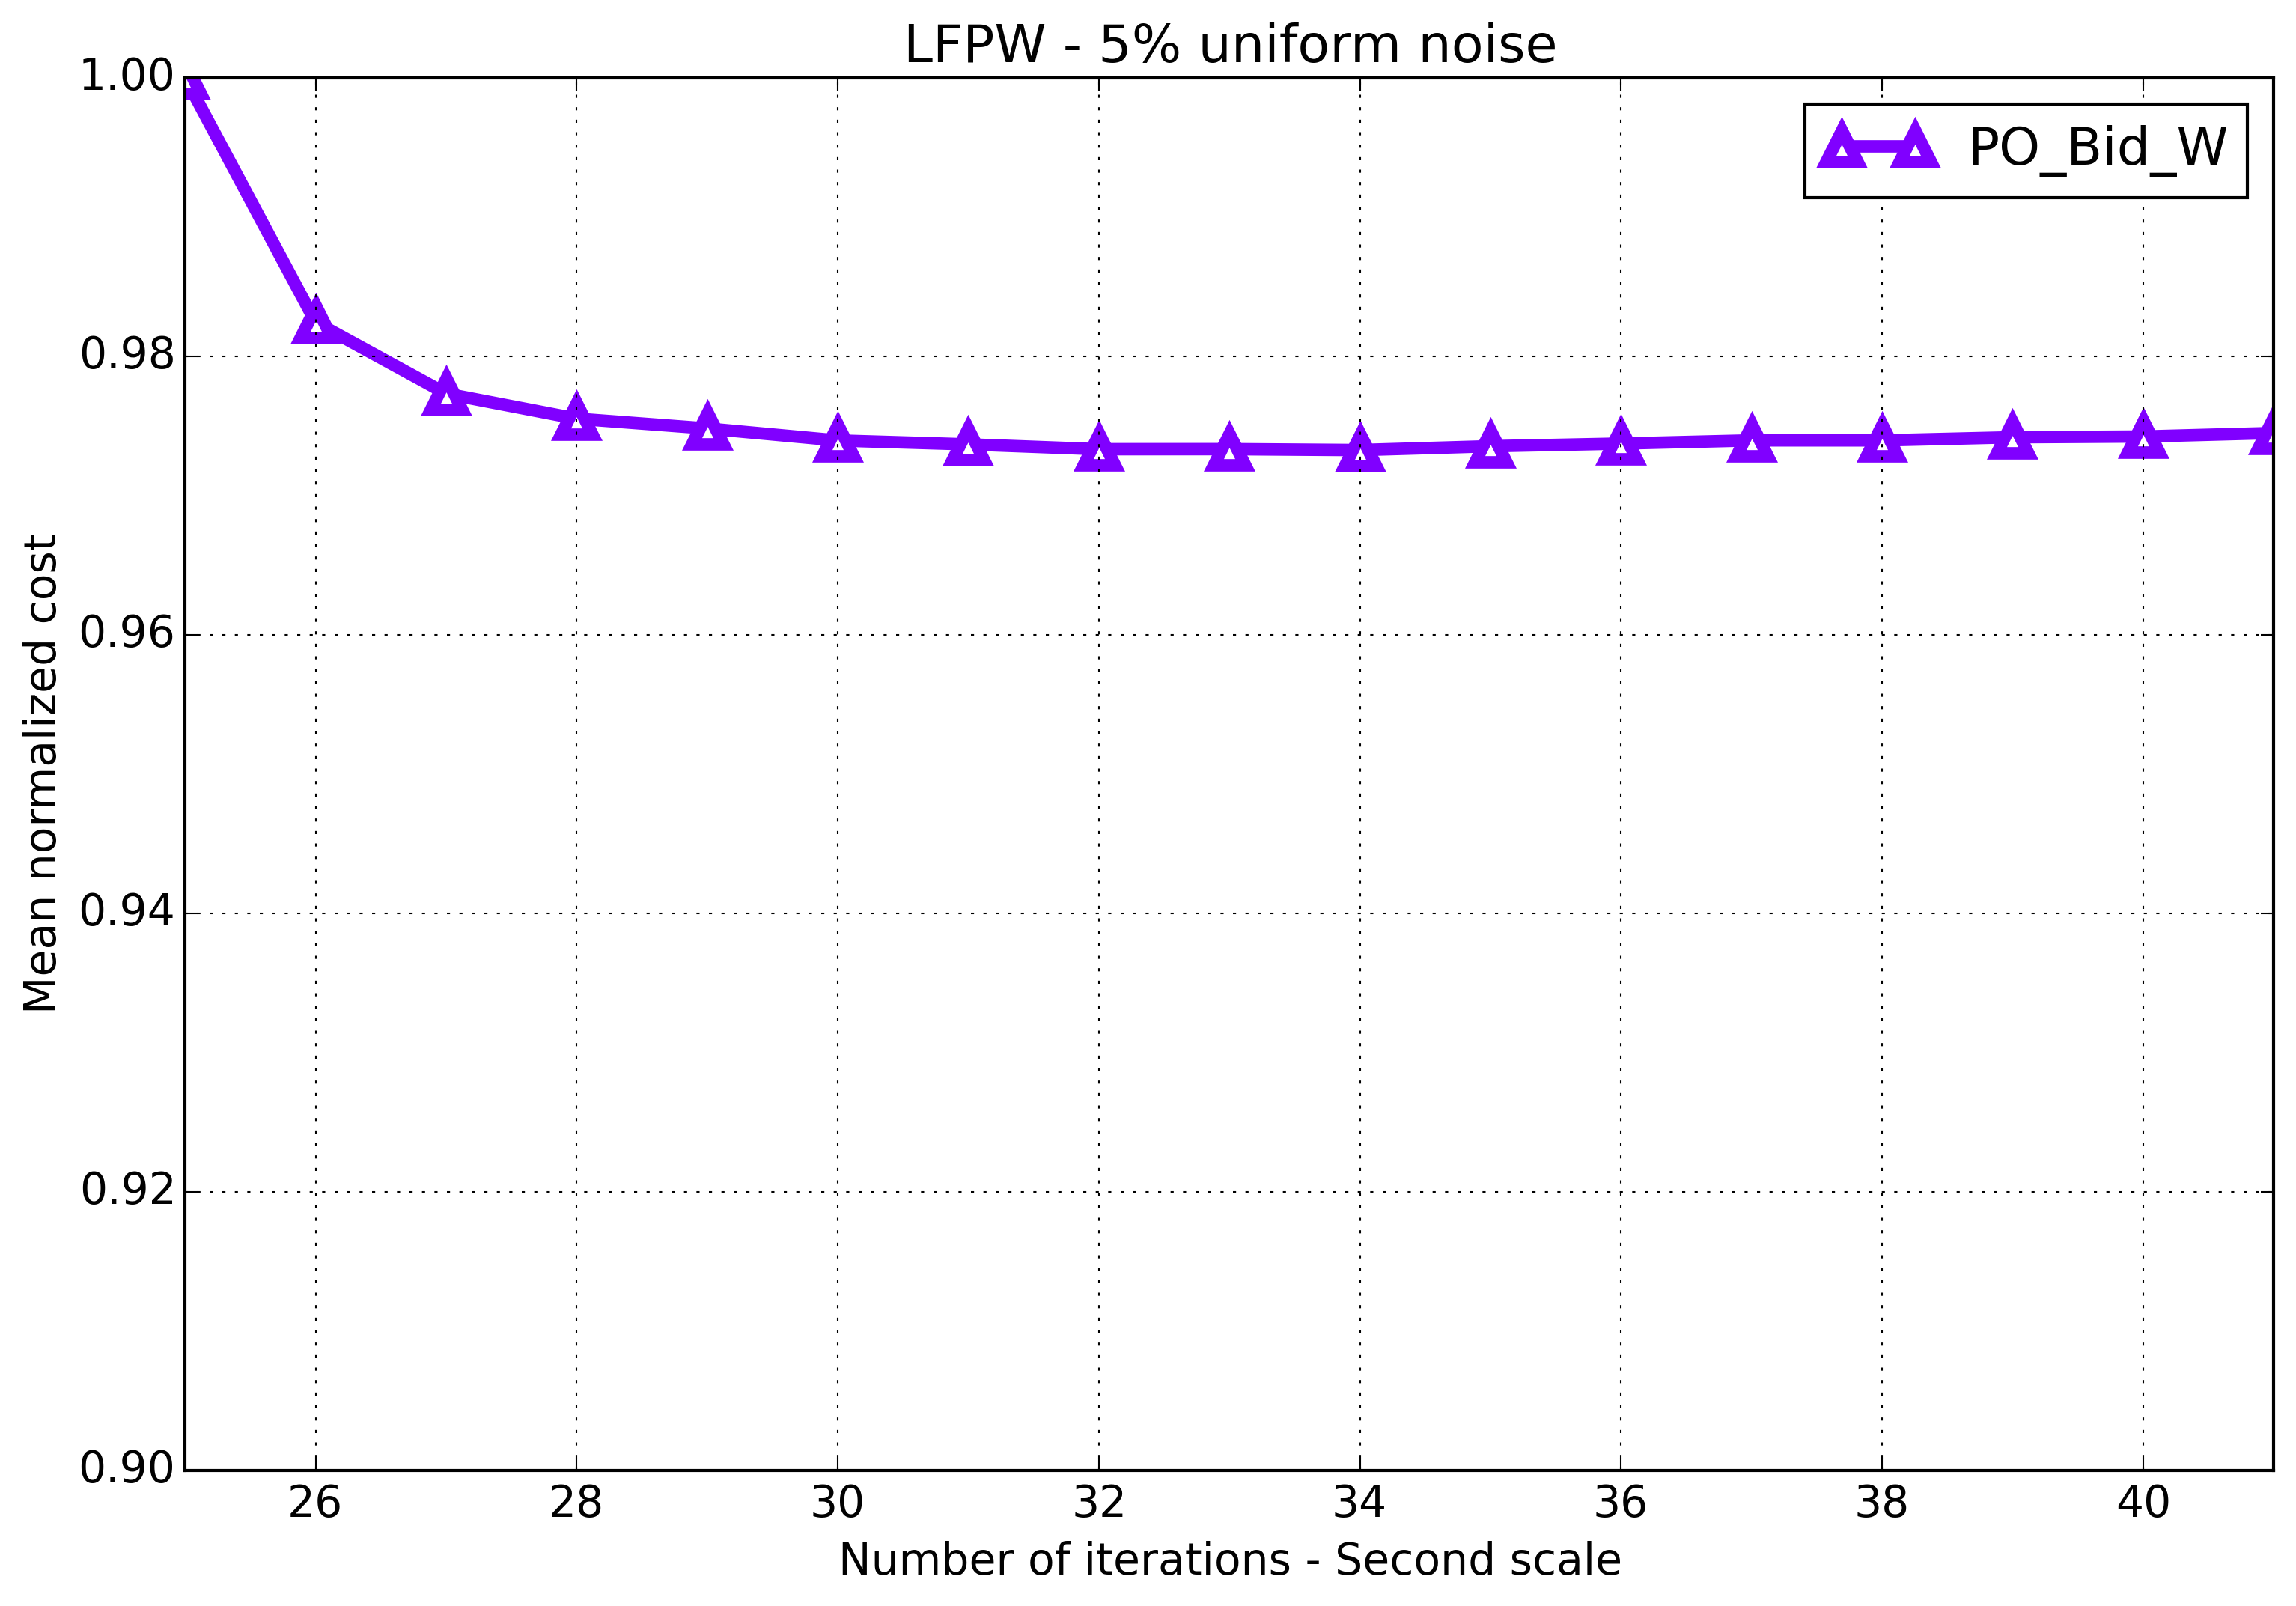 LFPW - 5% uniform noise
1.00
0.98
0.96
0.94
0.92
0.90
Mean normalized cost
PO_Bid_W
26 28 30 32 34 36 38 40
Number of iterations - Second scale